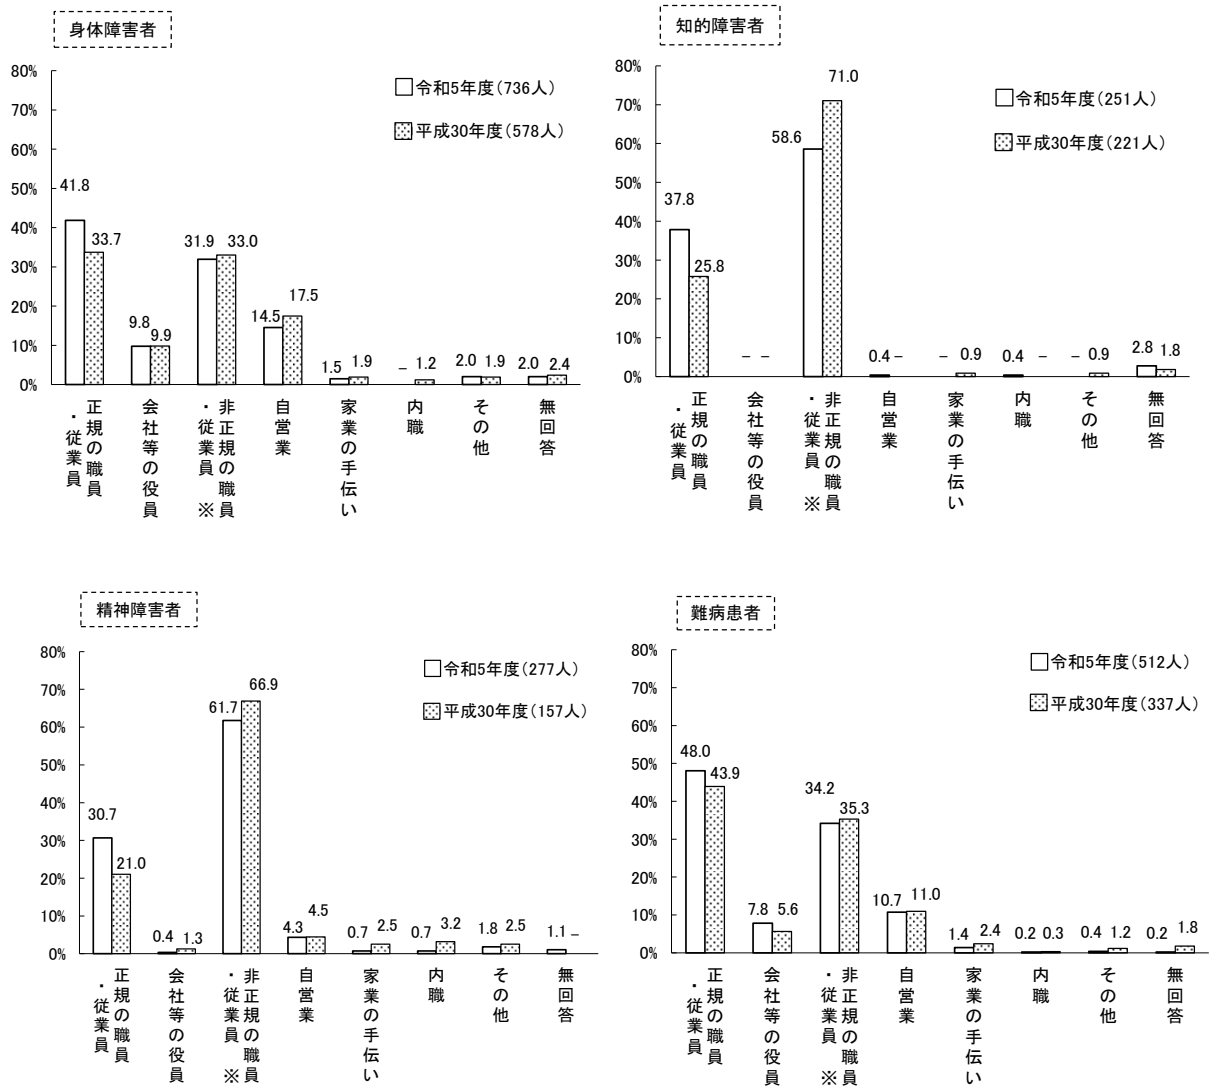 身体障害者
令和5年度(736人)
平成30年度(578人)
80%
70%
60%
50%
40%
30%
20%
10%
0%
41.8
33.7
9.8
9.9
31.9
33.0
14.5
17.5
1.5
1.9
–
1.2
2.0
1.9
2.0
2.4
正規の職員
・従業員
会社等の役員
非正規の職員
・従業員 ※
自営業
家業の手伝い
内職
その他
無回答
知的障害者
令和5年度(251人)
平成30年度(221人)
80%
70%
60%
50%
40%
30%
20%
10%
0%
37.8
25.8
–
–
58.6
71.0
0.4
–
–
0.9
0.4
–
–
0.9
2.8
1.8
正規の職員
・従業員
会社等の役員
非正規の職員
・従業員 ※
自営業
家業の手伝い
内職
その他
無回答
精神障害者
令和5年度(277人)
平成30年度(157人)
80%
70%
60%
50%
40%
30%
20%
10%
0%
30.7
21.0
0.4
1.3
61.7
66.9
4.3
4.5
0.7
2.5
0.7
3.2
1.8
2.5
1.1
–
正規の職員
・従業員
会社等の役員
非正規の職員
・従業員 ※
自営業
家業の手伝い
内職
その他
無回答
難病患者
令和5年度(512人)
平成30年度(337人)
80%
70%
60%
50%
40%
30%
20%
10%
0%
48.0
43.9
7.8
5.6
34.2
35.3
10.7
11.0
1.4
2.4
0.2
0.3
0.4
1.2
0.2
1.8
正規の職員
・従業員
会社等の役員
非正規の職員
・従業員 ※
自営業
家業の手伝い
内職
その他
無回答